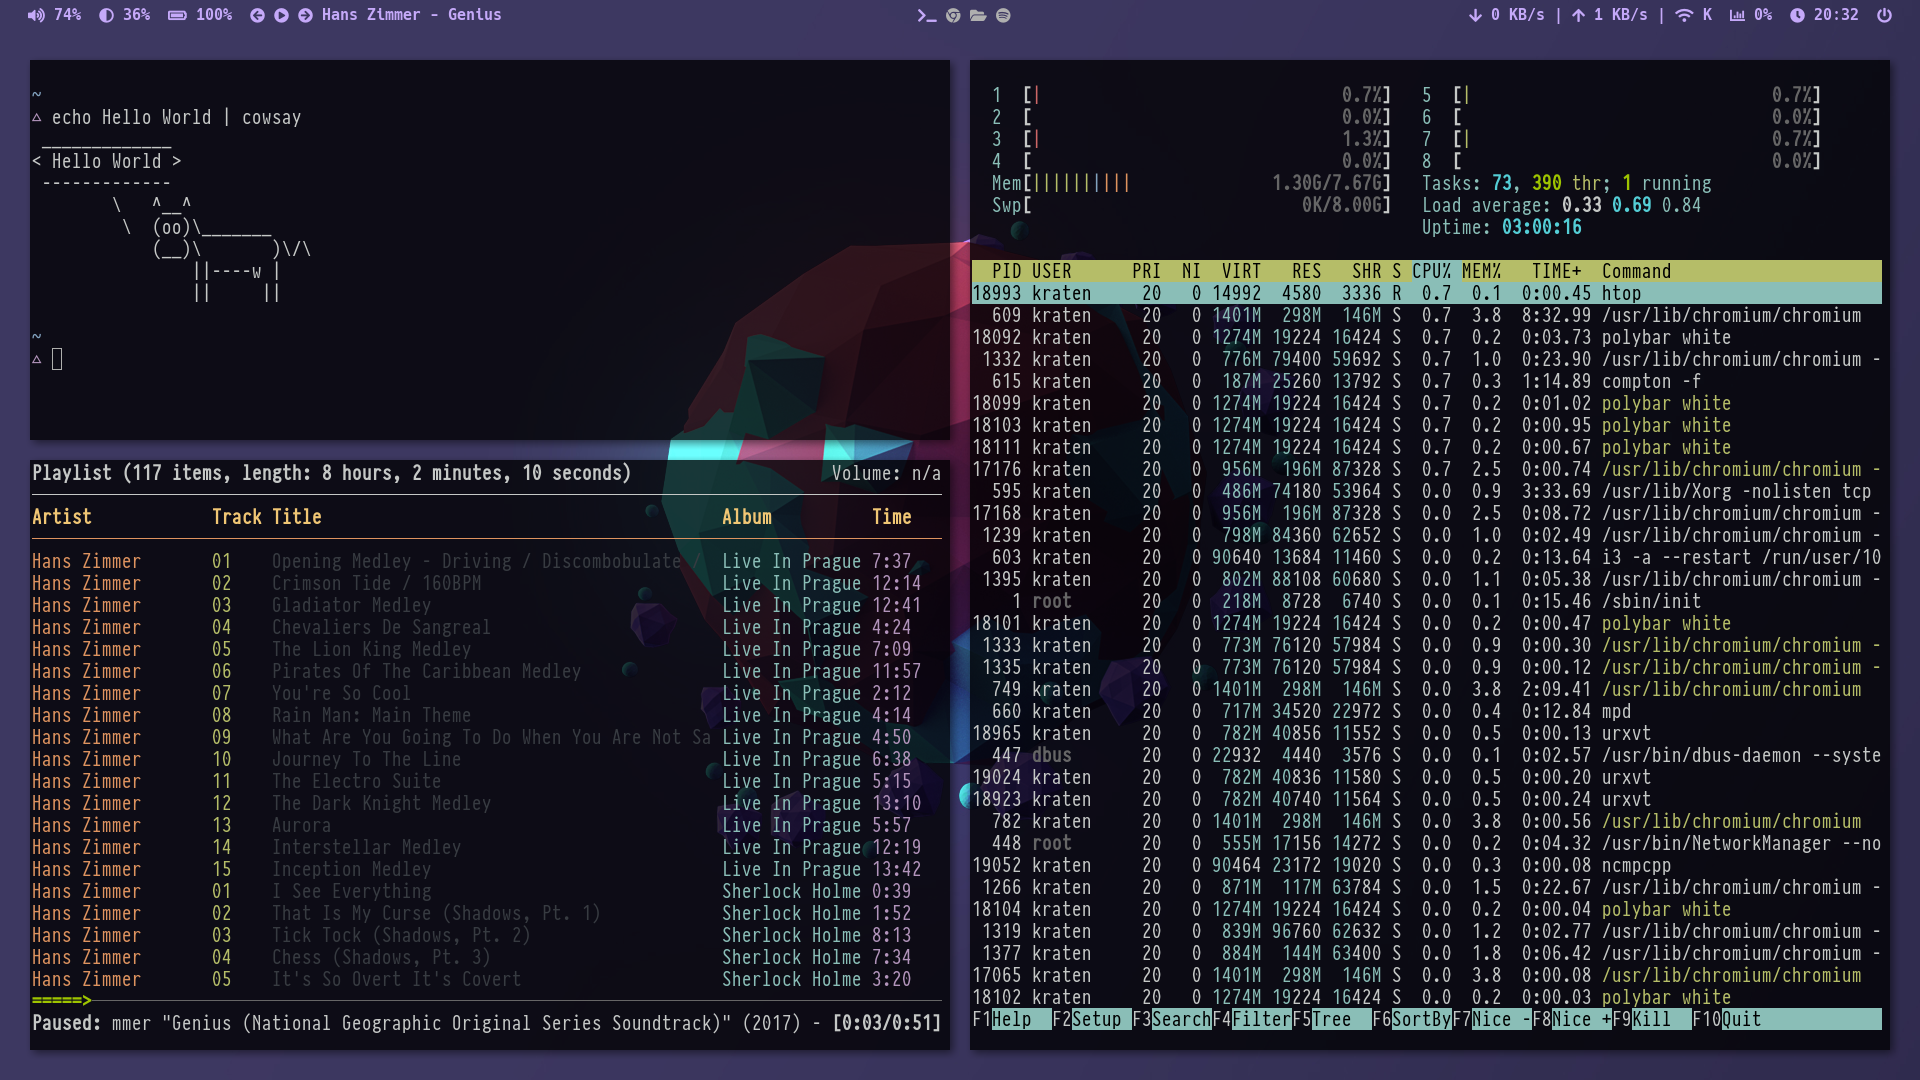 74% 36% 100% Hans Zimmer - Genius
0 KB/s | 1 KB/s | K 0% 20:32
~
△ echo Hello World | cowsay
 _____________
< Hello World >
 -------------
        \   ^__^
         \  (oo)\_______
            (__)\       )\/\
                ||----w |
                ||     ||
~
△
Playlist (117 items, length: 8 hours, 2 minutes, 10 seconds) Volume: n/a
Artist Track Title Album Time
Hans Zimmer 01 Opening Medley - Driving / Discombobulate / Live In Prague 7:37
Hans Zimmer 02 Crimson Tide / 160BPM Live In Prague 12:14
Hans Zimmer 03 Gladiator Medley Live In Prague 12:41
Hans Zimmer 04 Chevaliers De Sangreal Live In Prague 4:24
Hans Zimmer 05 The Lion King Medley Live In Prague 7:09
Hans Zimmer 06 Pirates Of The Caribbean Medley Live In Prague 11:57
Hans Zimmer 07 You're So Cool Live In Prague 2:12
Hans Zimmer 08 Rain Man: Main Theme Live In Prague 4:14
Hans Zimmer 09 What Are You Going To Do When You Are Not Sa Live In Prague 4:50
Hans Zimmer 10 Journey To The Line Live In Prague 6:38
Hans Zimmer 11 The Electro Suite Live In Prague 5:15
Hans Zimmer 12 The Dark Knight Medley Live In Prague 13:10
Hans Zimmer 13 Aurora Live In Prague 5:57
Hans Zimmer 14 Interstellar Medley Live In Prague 12:19
Hans Zimmer 15 Inception Medley Live In Prague 13:42
Hans Zimmer 01 I See Everything Sherlock Holme 0:39
Hans Zimmer 02 That Is My Curse (Shadows, Pt. 1) Sherlock Holme 1:52
Hans Zimmer 03 Tick Tock (Shadows, Pt. 2) Sherlock Holme 8:13
Hans Zimmer 04 Chess (Shadows, Pt. 3) Sherlock Holme 7:34
Hans Zimmer 05 It's So Overt It's Covert Sherlock Holme 3:20
=====>
Paused: mmer "Genius (National Geographic Original Series Soundtrack)" (2017) - [0:03/0:51]
1 [| 0.7%] 5 [| 0.7%]
2 [ 0.0%] 6 [ 0.0%]
3 [| 1.3%] 7 [| 0.7%]
4 [ 0.0%] 8 [ 0.0%]
Mem[|||||||||| 1.30G/7.67G] Tasks: 73, 390 thr; 1 running
Swp[ 0K/8.00G] Load average: 0.33 0.69 0.84
Uptime: 03:00:16
PID USER PRI NI VIRT RES SHR S CPU% MEM% TIME+ Command
18993 kraten 20 0 14992 4580 3336 R 0.7 0.1 0:00.45 htop
609 kraten 20 0 1401M 298M 146M S 0.7 3.8 8:32.99 /usr/lib/chromium/chromium
18092 kraten 20 0 1274M 19224 16424 S 0.7 0.2 0:03.73 polybar white
1332 kraten 20 0 776M 79400 59692 S 0.7 1.0 0:23.90 /usr/lib/chromium/chromium -
615 kraten 20 0 187M 25260 13792 S 0.7 0.3 1:14.89 compton -f
18099 kraten 20 0 1274M 19224 16424 S 0.7 0.2 0:01.02 polybar white
18103 kraten 20 0 1274M 19224 16424 S 0.7 0.2 0:00.95 polybar white
18111 kraten 20 0 1274M 19224 16424 S 0.7 0.2 0:00.67 polybar white
17176 kraten 20 0 956M 196M 87328 S 0.7 2.5 0:00.74 /usr/lib/chromium/chromium -
595 kraten 20 0 486M 74180 53964 S 0.7 0.9 3:33.69 /usr/lib/Xorg -nolisten tcp
17168 kraten 20 0 956M 196M 87328 S 0.0 2.5 0:08.72 /usr/lib/chromium/chromium -
1239 kraten 20 0 798M 84360 62652 S 0.0 1.0 0:02.49 /usr/lib/chromium/chromium -
603 kraten 20 0 90640 13684 11460 S 0.0 0.2 0:13.64 i3 -a --restart /run/user/10
1395 kraten 20 0 802M 88108 60680 S 0.0 1.1 0:05.38 /usr/lib/chromium/chromium -
1 root 20 0 218M 8728 6740 S 0.0 0.1 0:15.46 /sbin/init
18101 kraten 20 0 1274M 19224 16424 S 0.0 0.2 0:00.47 polybar white
1333 kraten 20 0 773M 76120 57984 S 0.0 0.9 0:00.30 /usr/lib/chromium/chromium -
1335 kraten 20 0 773M 76120 57984 S 0.0 0.9 0:00.12 /usr/lib/chromium/chromium -
749 kraten 20 0 1401M 298M 146M S 0.0 3.8 2:09.41 /usr/lib/chromium/chromium
660 kraten 20 0 717M 34520 22972 S 0.0 0.4 0:12.84 mpd
18965 kraten 20 0 782M 40856 11552 S 0.0 0.5 0:00.13 urxvt
447 dbus 20 0 22932 4440 3576 S 0.0 0.1 0:02.57 /usr/bin/dbus-daemon --syste
19024 kraten 20 0 782M 40836 11580 S 0.0 0.5 0:00.20 urxvt
18923 kraten 20 0 782M 40740 11564 S 0.0 0.5 0:00.24 urxvt
782 kraten 20 0 1401M 298M 146M S 0.0 3.8 0:00.56 /usr/lib/chromium/chromium
448 root 20 0 555M 17156 14272 S 0.0 0.2 0:04.32 /usr/bin/NetworkManager --no
19052 kraten 20 0 90464 23172 19020 S 0.0 0.3 0:00.08 ncmpcpp
1266 kraten 20 0 871M 117M 63784 S 0.0 1.5 0:22.67 /usr/lib/chromium/chromium -
18104 kraten 20 0 1274M 19224 16424 S 0.0 0.2 0:00.04 polybar white
1319 kraten 20 0 839M 96760 62632 S 0.0 1.2 0:02.77 /usr/lib/chromium/chromium -
1377 kraten 20 0 884M 144M 63400 S 0.0 1.8 0:06.42 /usr/lib/chromium/chromium -
17065 kraten 20 0 1401M 298M 146M S 0.0 3.8 0:00.08 /usr/lib/chromium/chromium
18102 kraten 20 0 1274M 19224 16424 S 0.0 0.2 0:00.03 polybar white
F1Help F2Setup F3SearchF4FilterF5Tree F6SortByF7Nice -F8Nice +F9Kill F10Quit